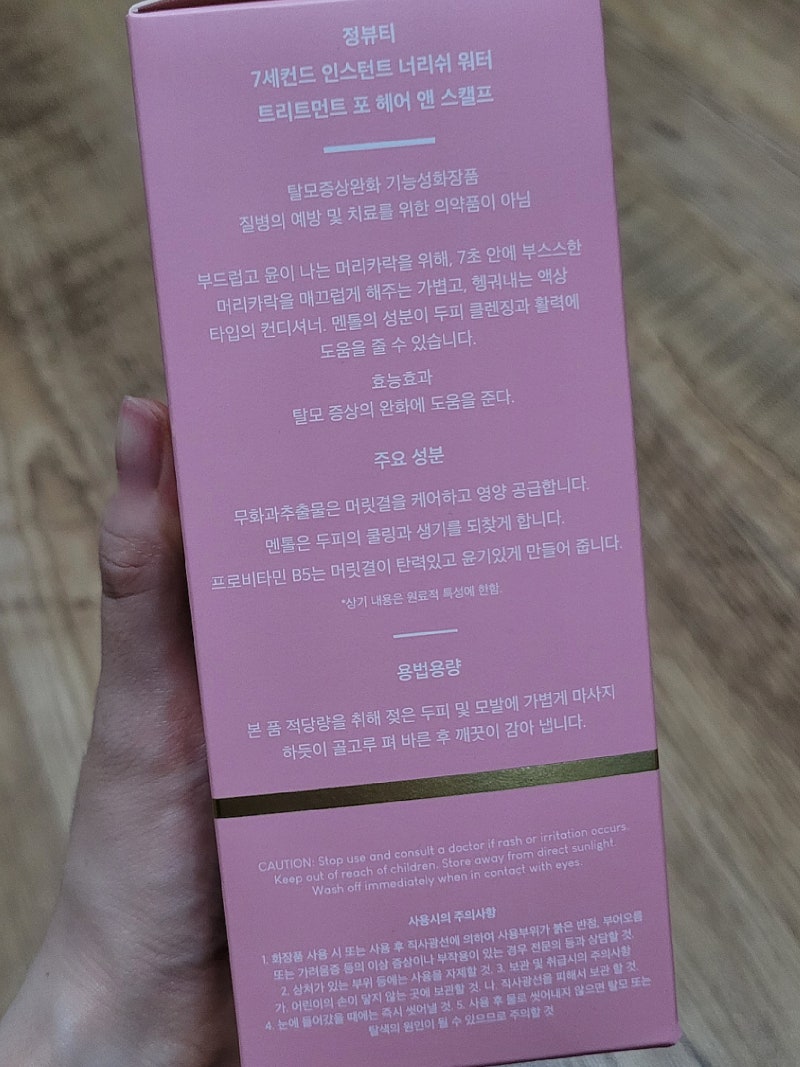 정뷰티
7세컨드 인스턴트 너리쉬 워터
트리트먼트 포 헤어 앤 스캘프
탈모증상완화 기능성화장품
질병의 예방 및 치료를 위한 의약품이 아님
부드럽고 윤이 나는 머리카락을 위해, 7초 안에 부스스한
머리카락을 매끄럽게 해주는 가볍고, 헹궈내는 액상
타입의 컨디셔너. 멘톨의 성분이 두피 클렌징과 활력에
도움을 줄 수 있습니다.
효능효과
탈모 증상의 완화에 도움을 준다.
주요 성분
무화과추출물은 머릿결을 케어하고 영양 공급합니다.
멘톨은 두피의 쿨링과 생기를 되찾게 합니다.
프로비타민 B5는 머릿결이 탄력있고 윤기있게 만들어 줍니다.
*상기 내용은 원료적 특성에 한함.
용법용량
본 품 적당량을 취해 젖은 두피 및 모발에 가볍게 마사지
하듯이 골고루 펴 바른 후 깨끗이 감아 냅니다.
CAUTION: Stop use and consult a doctor if rash or irritation occurs.
Keep out of reach of children. Store away from direct sunlight.
Wash off immediately when in contact with eyes.
사용시의 주의사항
1. 화장품 사용 시 또는 사용 후 직사광선에 의하여 사용부위가 붉은 반점, 부어오름
또는 가려움증 등의 이상 증상이나 부작용이 있는 경우 전문의 등과 상담할 것.
2. 상처가 있는 부위 등에는 사용을 자제할 것. 3. 보관 및 취급시의 주의사항
가. 어린이의 손이 닿지 않는 곳에 보관할 것. 나. 직사광선을 피해서 보관 할 것.
4. 눈에 들어갔을 때에는 즉시 씻어낼 것. 5. 사용 후 물로 씻어내지 않으면 탈모 또는
탈색의 원인이 될 수 있으므로 주의할 것